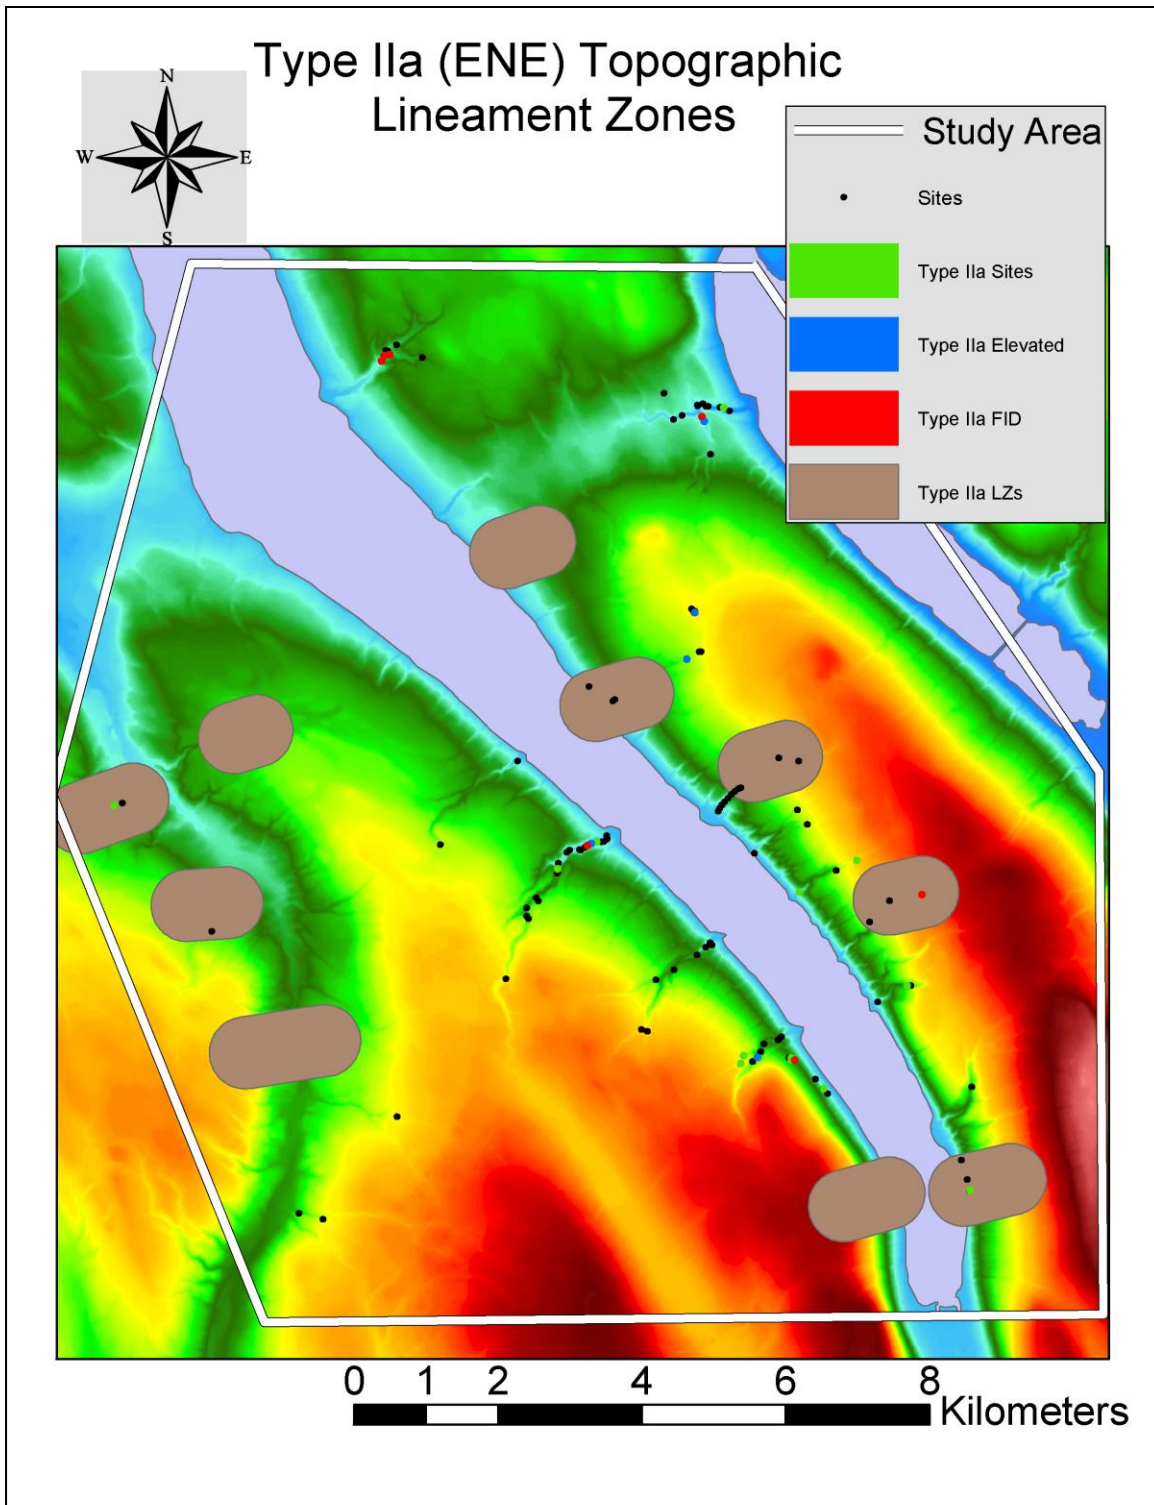 Type IIa (ENE) Topographic
Lineament Zones
N
W
E
S
Study Area
Sites
Type IIa Sites
Type IIa Elevated
Type IIa FID
Type IIa LZs
0 1 2 4 6 8
Kilometers